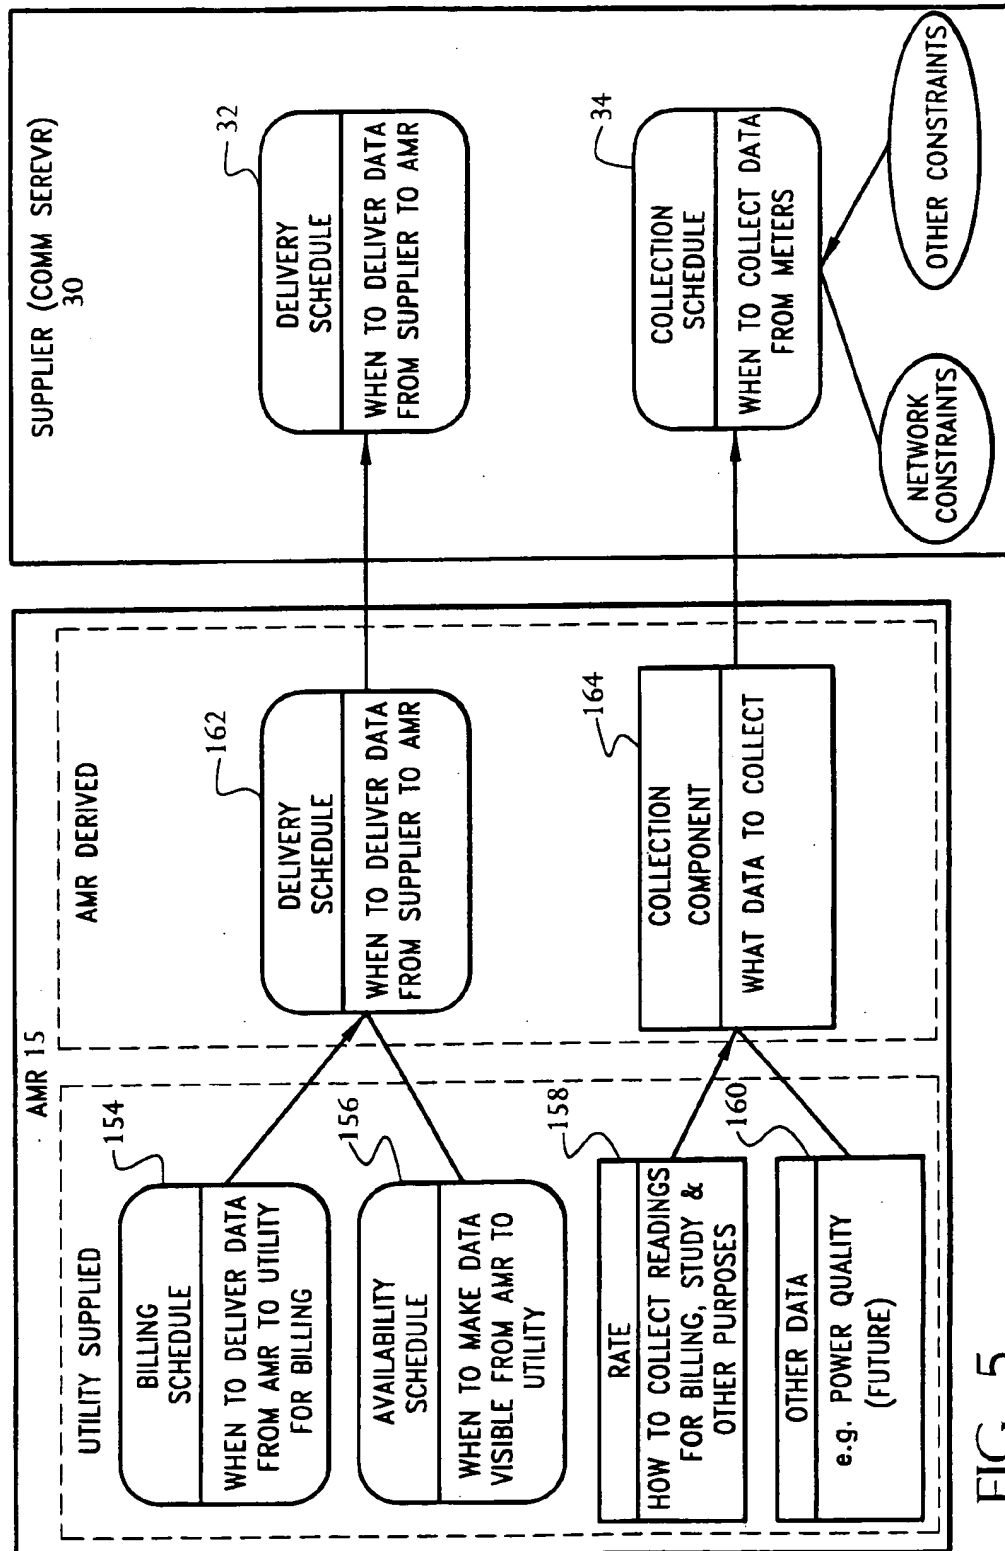 AMR 15
UTILITY SUPPLIED
154
BILLING
SCHEDULE
WHEN TO DELIVER DATA
FROM AMR TO UTILITY
FOR BILLING
156
AVAILABILITY
SCHEDULE
WHEN TO MAKE DATA
VISIBLE FROM AMR TO
UTILITY
158
RATE
HOW TO COLLECT READINGS
FOR BILLING, STUDY &
OTHER PURPOSES
160
OTHER DATA
e.g. POWER QUALITY
(FUTURE)
AMR DERIVED
162
DELIVERY
SCHEDULE
WHEN TO DELIVER DATA
FROM SUPPLIER TO AMR
164
COLLECTION
COMPONENT
WHAT DATA TO COLLECT
SUPPLIER (COMM SEREVR)
30
32
DELIVERY
SCHEDULE
WHEN TO DELIVER DATA
FROM SUPPLIER TO AMR
34
COLLECTION
SCHEDULE
WHEN TO COLLECT DATA
FROM METERS
NETWORK
CONSTRAINTS
OTHER CONSTRAINTS
FIG. 5